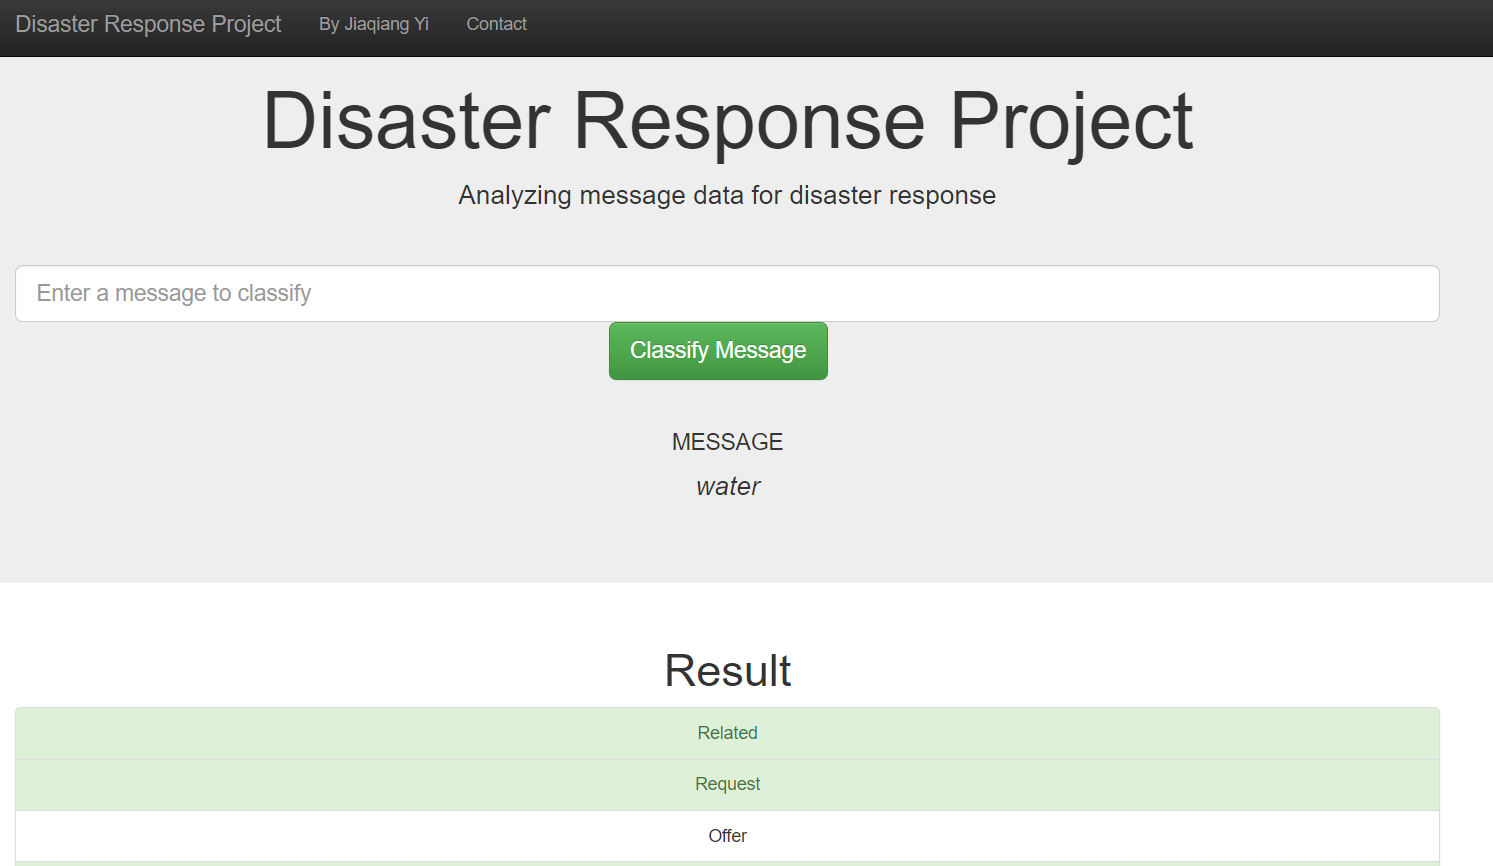 Disaster Response Project By Jiaqiang Yi Contact
Disaster Response Project
Analyzing message data for disaster response
Enter a message to classify
Classify Message
MESSAGE
water
Result
Related
Request
Offer